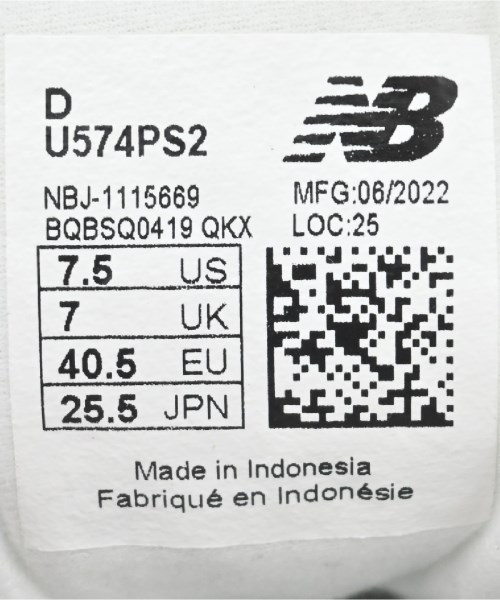 D
U574PS2
NB
NBJ-1115669
BQBSQ0419 QKX
MFG:06/2022
LOC:25
7.5 US
7 UK
40.5 EU
25.5 JPN
Made in Indonesia
Fabriqué en Indonésie